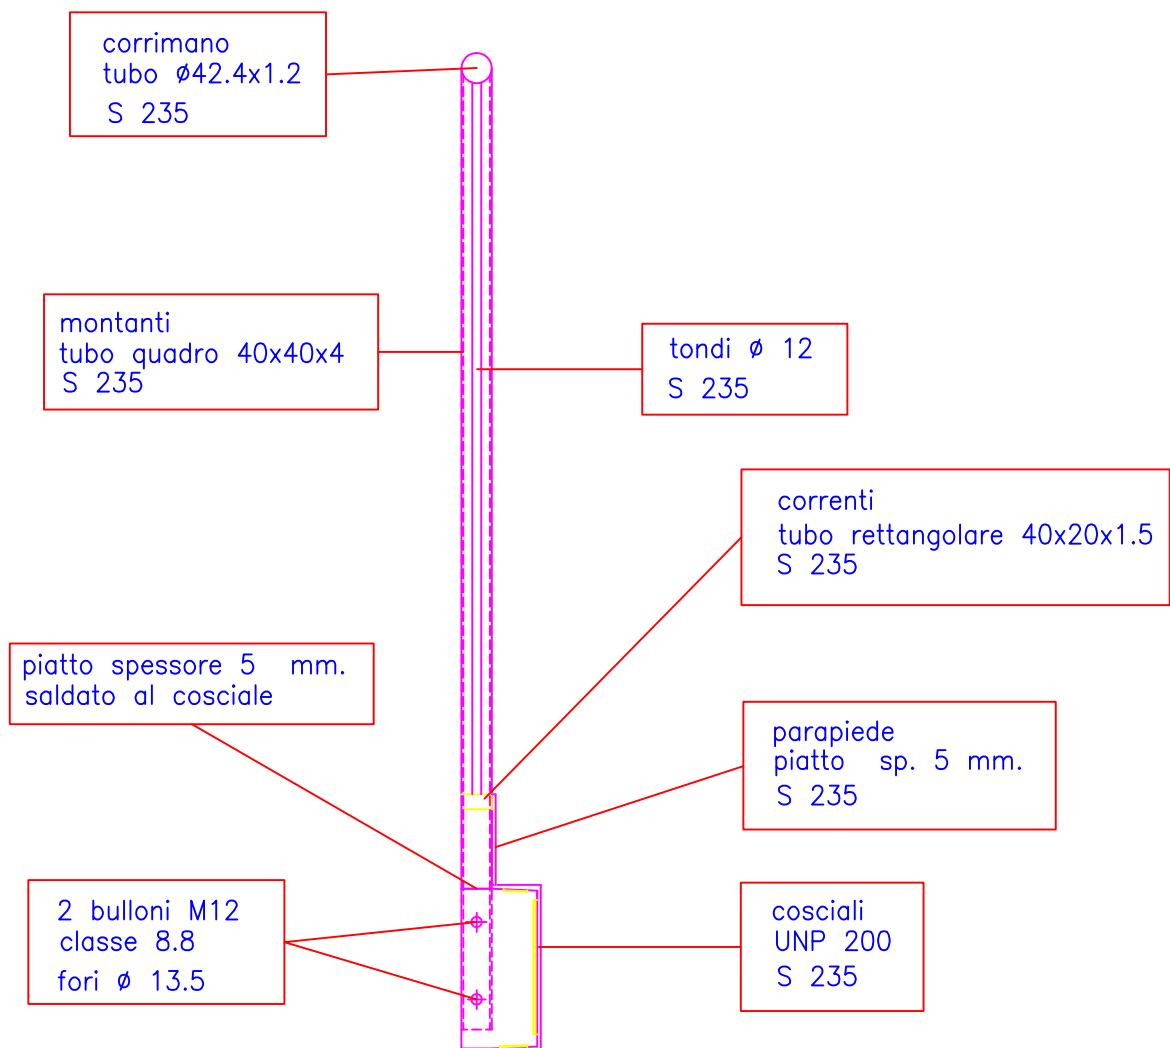 corrimano
tubo ø42.4x1.2
S 235
montanti
tubo quadro 40x40x4
S 235
tondi ø 12
S 235
correnti
tubo rettangolare 40x20x1.5
S 235
piatto spessore 5 mm.
saldato al cosciale
parapiede
piatto sp. 5 mm.
S 235
2 bulloni M12
classe 8.8
fori ø 13.5
cosciali
UNP 200
S 235